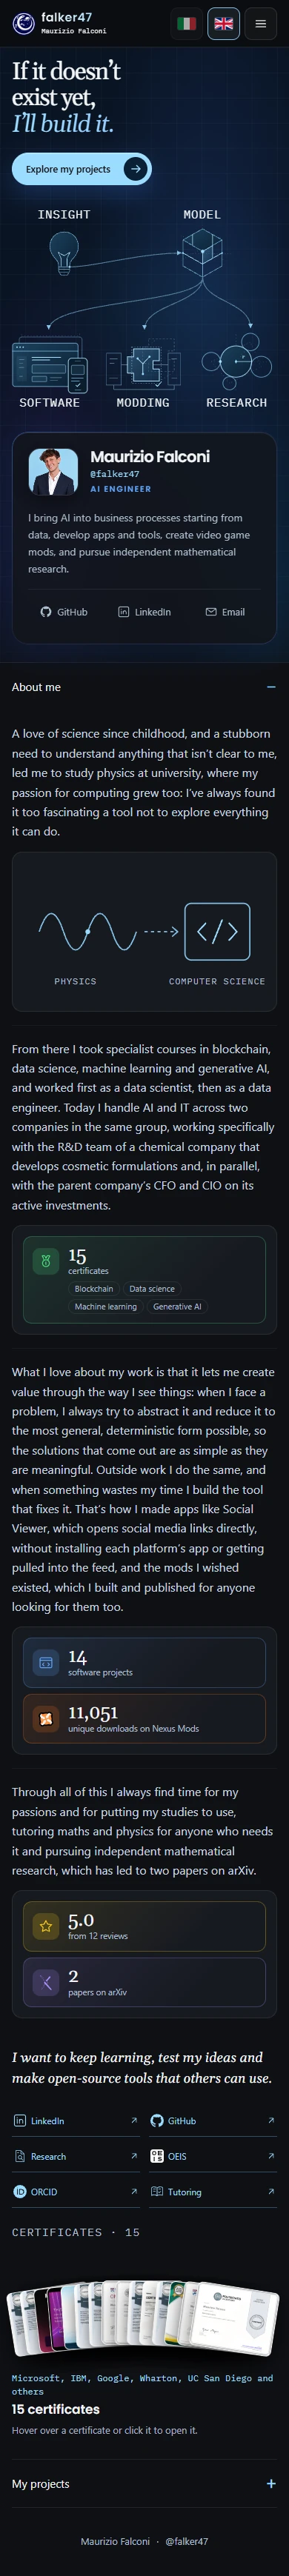 falker47
Maurizio Falconi
If it doesn't
exist yet,
I'll build it.
Explore my projects
INSIGHT
MODEL
SOFTWARE
MODDING
RESEARCH
Maurizio Falconi
@falker47
AI ENGINEER
I bring AI into business processes starting from
data, develop apps and tools, create video game
mods, and pursue independent mathematical
research.
GitHub
LinkedIn
Email
About me
A love of science since childhood, and a stubborn
need to understand anything that isn't clear to me,
led me to study physics at university, where my
passion for computing grew too: I've always found
it too fascinating a tool not to explore everything
it can do.
PHYSICS
COMPUTER SCIENCE
From there I took specialist courses in blockchain,
data science, machine learning and generative AI,
and worked first as a data scientist, then as a data
engineer. Today I handle AI and IT across two
companies in the same group, working specifically
with the R&D team of a chemical company that
develops cosmetic formulations and, in parallel,
with the parent company's CFO and CIO on its
active investments.
15
certificates
Blockchain
Data science
Machine learning
Generative AI
What I love about my work is that it lets me create
value through the way I see things: when I face a
problem, I always try to abstract it and reduce it to
the most general, deterministic form possible, so
the solutions that come out are as simple as they
are meaningful. Outside work I do the same, and
when something wastes my time I build the tool
that fixes it. That's how I made apps like Social
Viewer, which opens social media links directly,
without installing each platform's app or getting
pulled into the feed, and the mods I wished
existed, which I built and published for anyone
looking for them too.
14
software projects
11,051
unique downloads on Nexus Mods
Through all of this I always find time for my
passions and for putting my studies to use,
tutoring maths and physics for anyone who needs
it and pursuing independent mathematical
research, which has led to two papers on arXiv.
5.0
from 12 reviews
2
papers on arXiv
I want to keep learning, test my ideas and
make open-source tools that others can use.
LinkedIn
GitHub
Research
OEIS
ORCID
Tutoring
CERTIFICATES · 15
Microsoft, IBM, Google, Wharton, UC San Diego and
others
15 certificates
Hover over a certificate or click it to open it.
My projects
Maurizio Falconi · @falker47